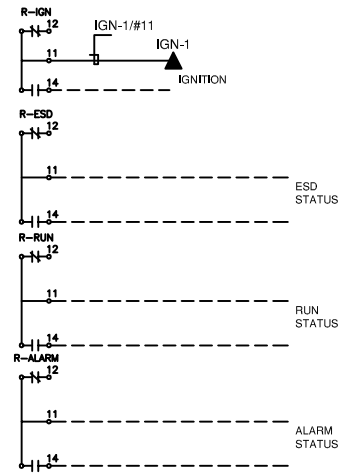 R-IGN
12
IGN-1/#11
IGN-1
11
IGNITION
14
R-ESD
12
11
ESD
STATUS
14
R-RUN
12
11
RUN
STATUS
14
R-ALARM
12
11
ALARM
STATUS
14